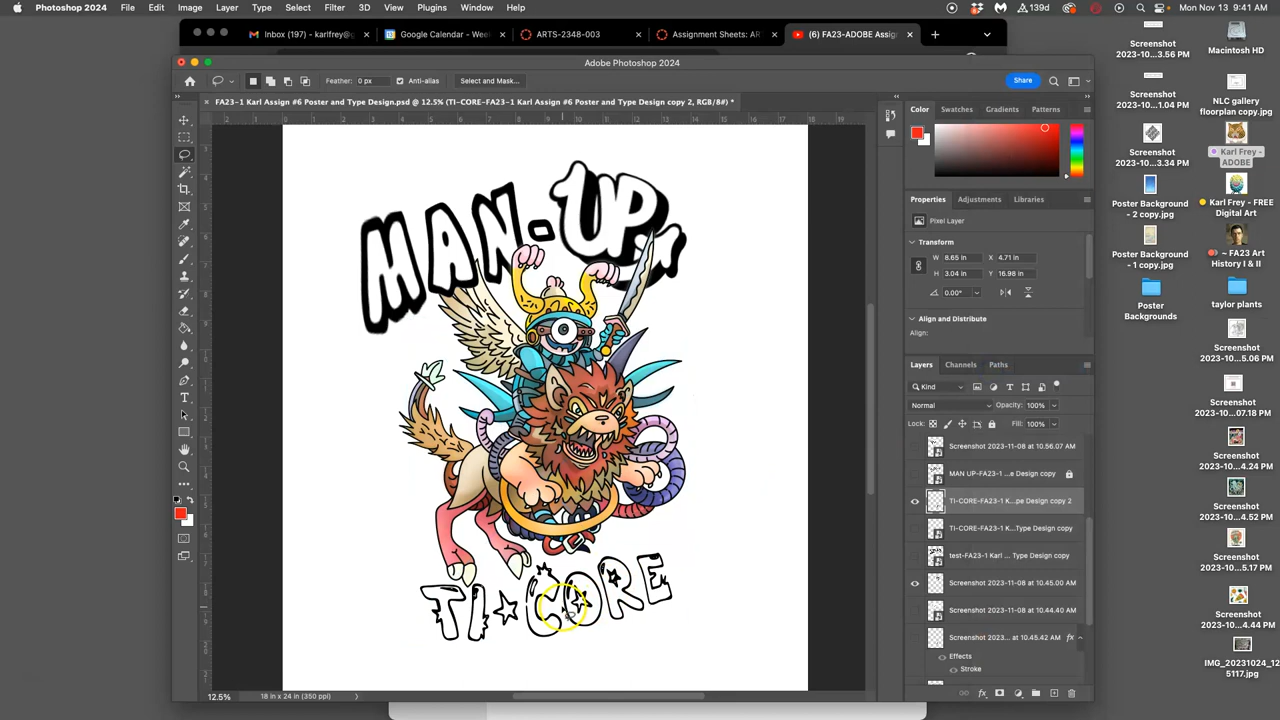 Photoshop 2024 File Edit Image Layer Type Select Filter 3D View Plugins Window Help 139d Mon Nov 13 9:41 AM
Inbox (197) - karlfrey@g Google Calendar - Wee ARTS-2348-003 Assignment Sheets: AR (6) FA23-ADOBE Assign
Adobe Photoshop 2024
Feather: 0 px Anti-alias Select and Mask... Share
FA23-1 Karl Assign #6 Poster and Type Design.psd @ 12.5% (TI-CORE-FA23-1 Karl Assign #6 Poster and Type Design copy 2, RGB/8#) *
MAN-UP
TI CORE
12.5% 18 in x 24 in (350 ppi)
Color Swatches Gradients Patterns
Properties Adjustments Libraries
Pixel Layer
Transform
W 8.65 in X 4.71 in
H 3.04 in Y 16.98 in
0.00°
Align and Distribute
Align:
Layers Channels Paths
Kind
Normal Opacity: 100%
Lock: Fill: 100%
Screenshot 2023-11-08 at 10.56.07 AM
MAN UP-FA23-1 ...e Design copy
TI-CORE-FA23-1 K...pe Design copy 2
TI-CORE-FA23-1 K...Type Design copy
test-FA23-1 Karl ... Type Design copy
Screenshot 2023-11-08 at 10.45.00 AM
Screenshot 2023-11-08 at 10.44.40 AM
Screenshot 2023... at 10.45.42 AM fx
Effects
Stroke
Screenshot
2023-10...3.56 PM
Macintosh HD
Screenshot
2023-10...1.04 PM
NLC gallery
floorplan copy.jpg
Screenshot
2023-10...3.34 PM
Karl Frey -
ADOBE
Poster Background
- 2 copy.jpg
Karl Frey - FREE
Digital Art
Poster Background
- 1 copy.jpg
~ FA23 Art
History I & II
Poster
Backgrounds
taylor plants
Screenshot
2023-10...5.06 PM
Screenshot
2023-10...07.18 PM
Screenshot
2023-10...4.24 PM
Screenshot
2023-10...4.52 PM
Screenshot
2023-10...5.17 PM
Screenshot
2023-10...2.56 PM
IMG_20231024_12
5117.jpg